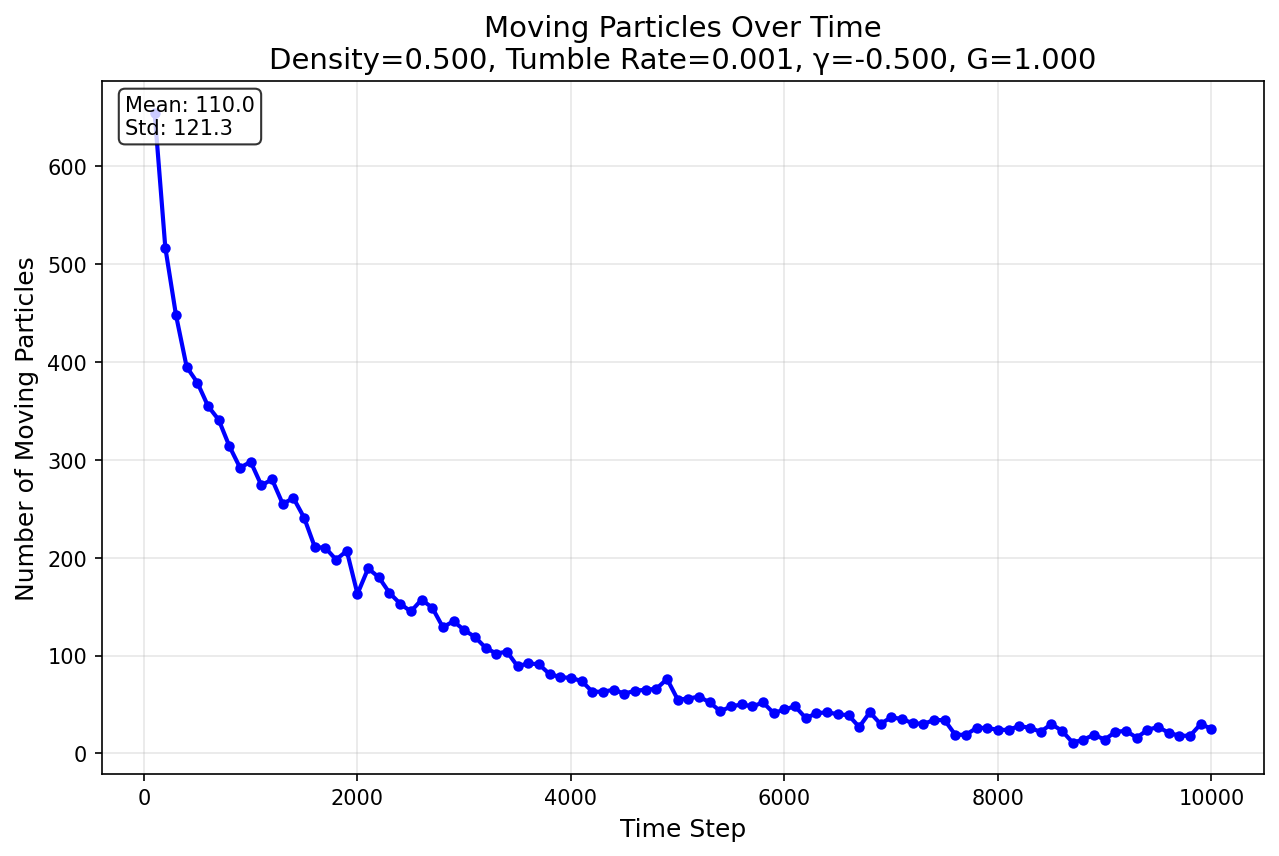 Moving Particles Over Time
Density=0.500, Tumble Rate=0.001, γ=-0.500, G=1.000
Mean: 110.0
Std: 121.3
Number of Moving Particles
600
500
400
300
200
100
0
0 2000 4000 6000 8000 10000
Time Step